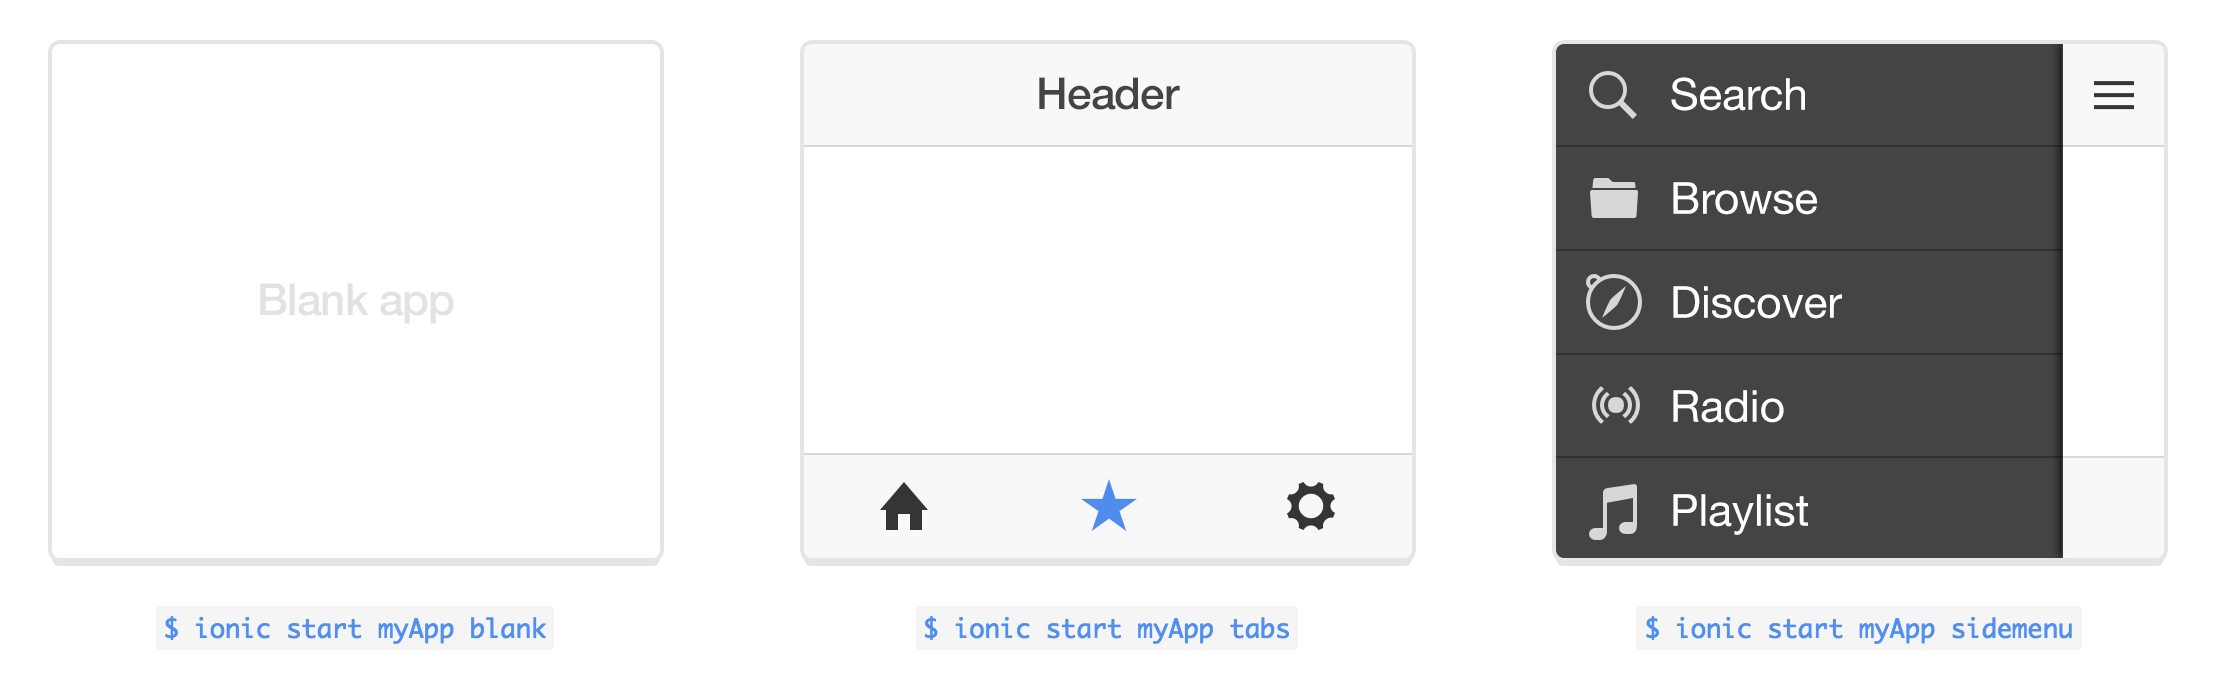 Blank app
$ ionic start myApp blank
Header
$ ionic start myApp tabs
Search
Browse
Discover
Radio
Playlist
$ ionic start myApp sidemenu